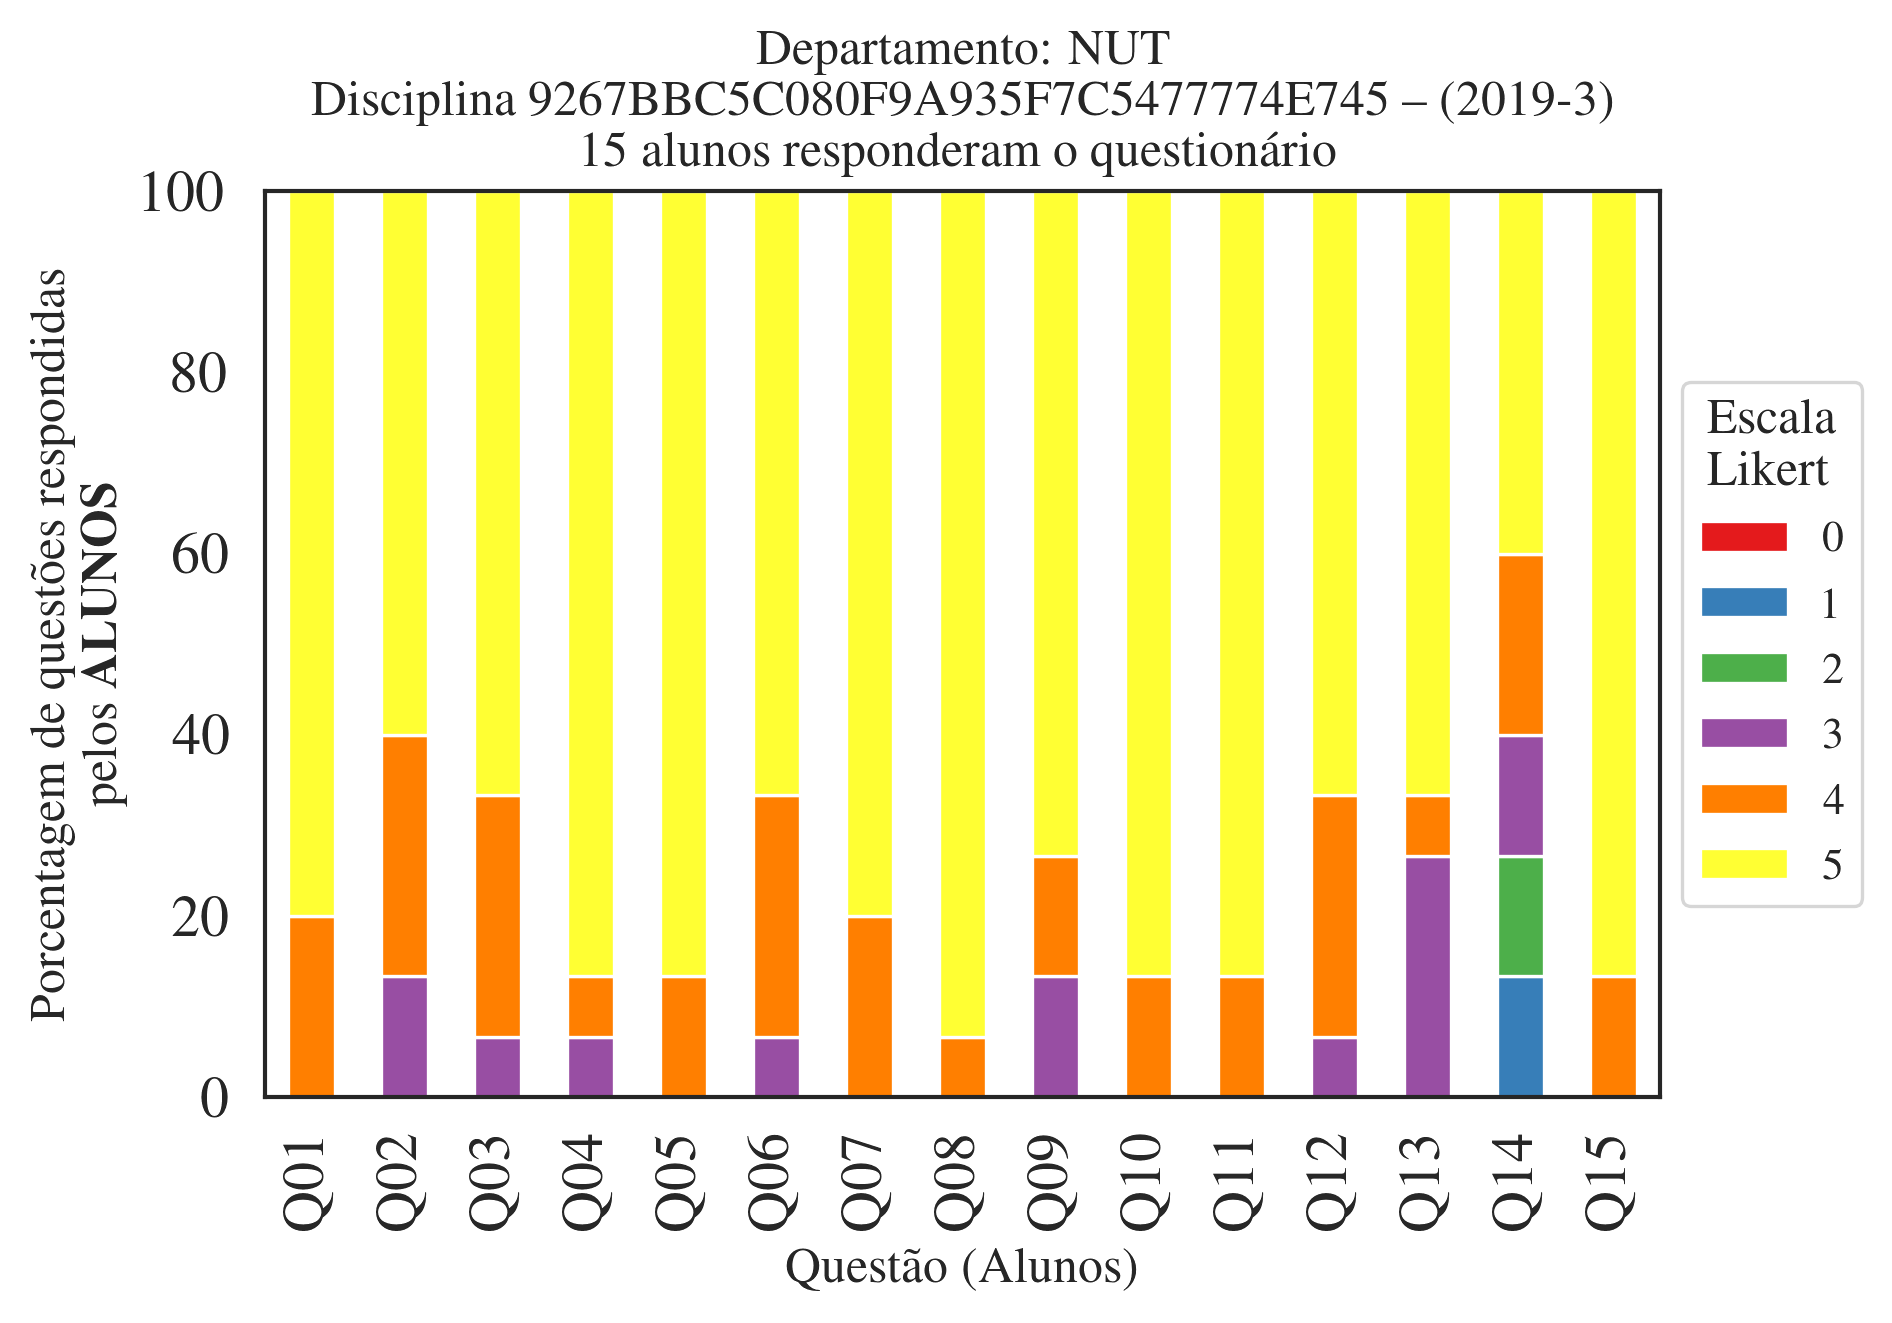 Departamento: NUT
Disciplina 9267BBC5C080F9A935F7C5477774E745 – (2019-3)
15 alunos responderam o questionário
Porcentagem de questões respondidas
pelos ALUNOS
100
80
60
40
20
0
Q01
Q02
Q03
Q04
Q05
Q06
Q07
Q08
Q09
Q10
Q11
Q12
Q13
Q14
Q15
Questão (Alunos)
Escala
Likert
0
1
2
3
4
5